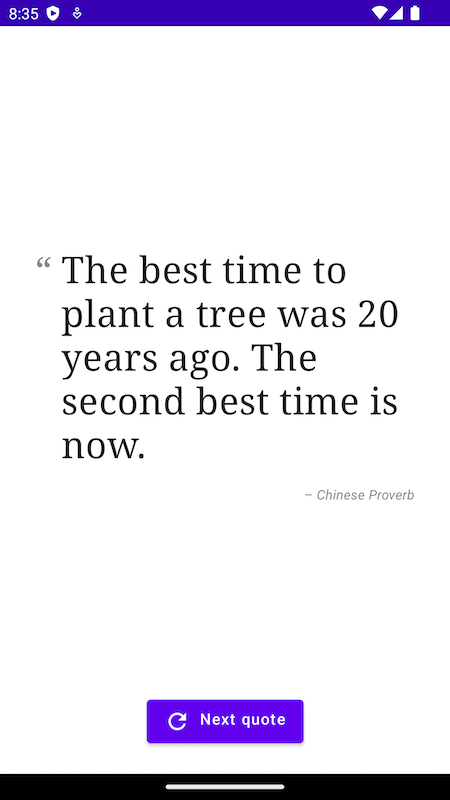 8:35
“ The best time to
plant a tree was 20
years ago. The
second best time is
now.
– Chinese Proverb
Next quote